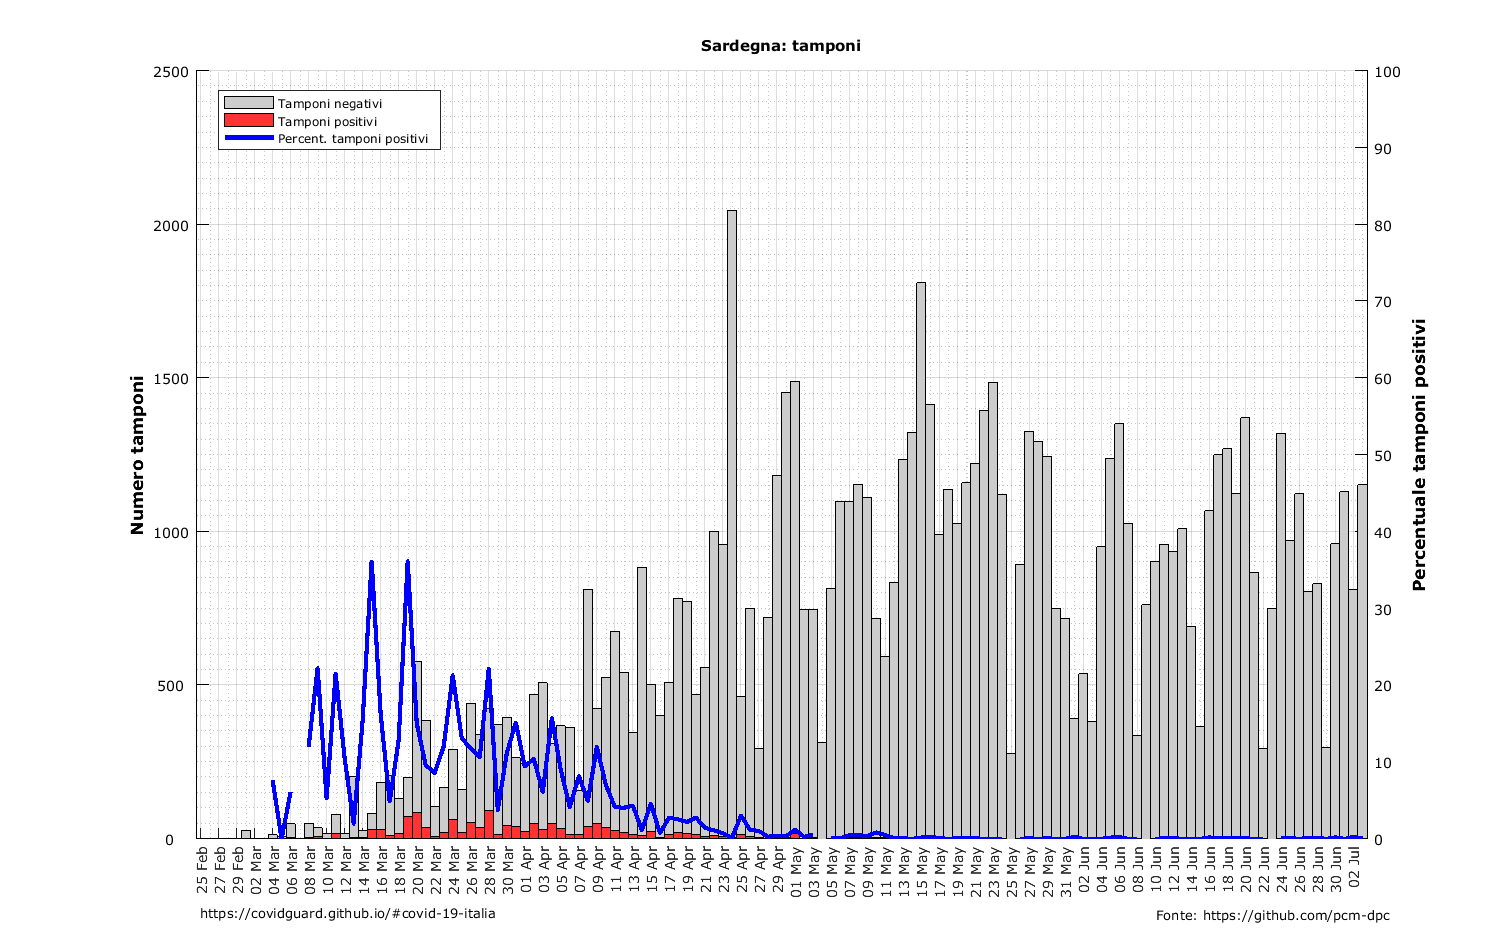 Sardegna: tamponi
2500
2000
1500
1000
500
0
100
90
80
70
60
50
40
30
20
10
0
Numero tamponi
Percentuale tamponi positivi
Tamponi negativi
Tamponi positivi
Percent. tamponi positivi
25 Feb
27 Feb
29 Feb
02 Mar
04 Mar
06 Mar
08 Mar
10 Mar
12 Mar
14 Mar
16 Mar
18 Mar
20 Mar
22 Mar
24 Mar
26 Mar
28 Mar
30 Mar
01 Apr
03 Apr
05 Apr
07 Apr
09 Apr
11 Apr
13 Apr
15 Apr
17 Apr
19 Apr
21 Apr
23 Apr
25 Apr
27 Apr
29 Apr
01 May
03 May
05 May
07 May
09 May
11 May
13 May
15 May
17 May
19 May
21 May
23 May
25 May
27 May
29 May
31 May
02 Jun
04 Jun
06 Jun
08 Jun
10 Jun
12 Jun
14 Jun
16 Jun
18 Jun
20 Jun
22 Jun
24 Jun
26 Jun
28 Jun
30 Jun
02 Jul
https://covidguard.github.io/#covid-19-italia
Fonte: https://github.com/pcm-dpc